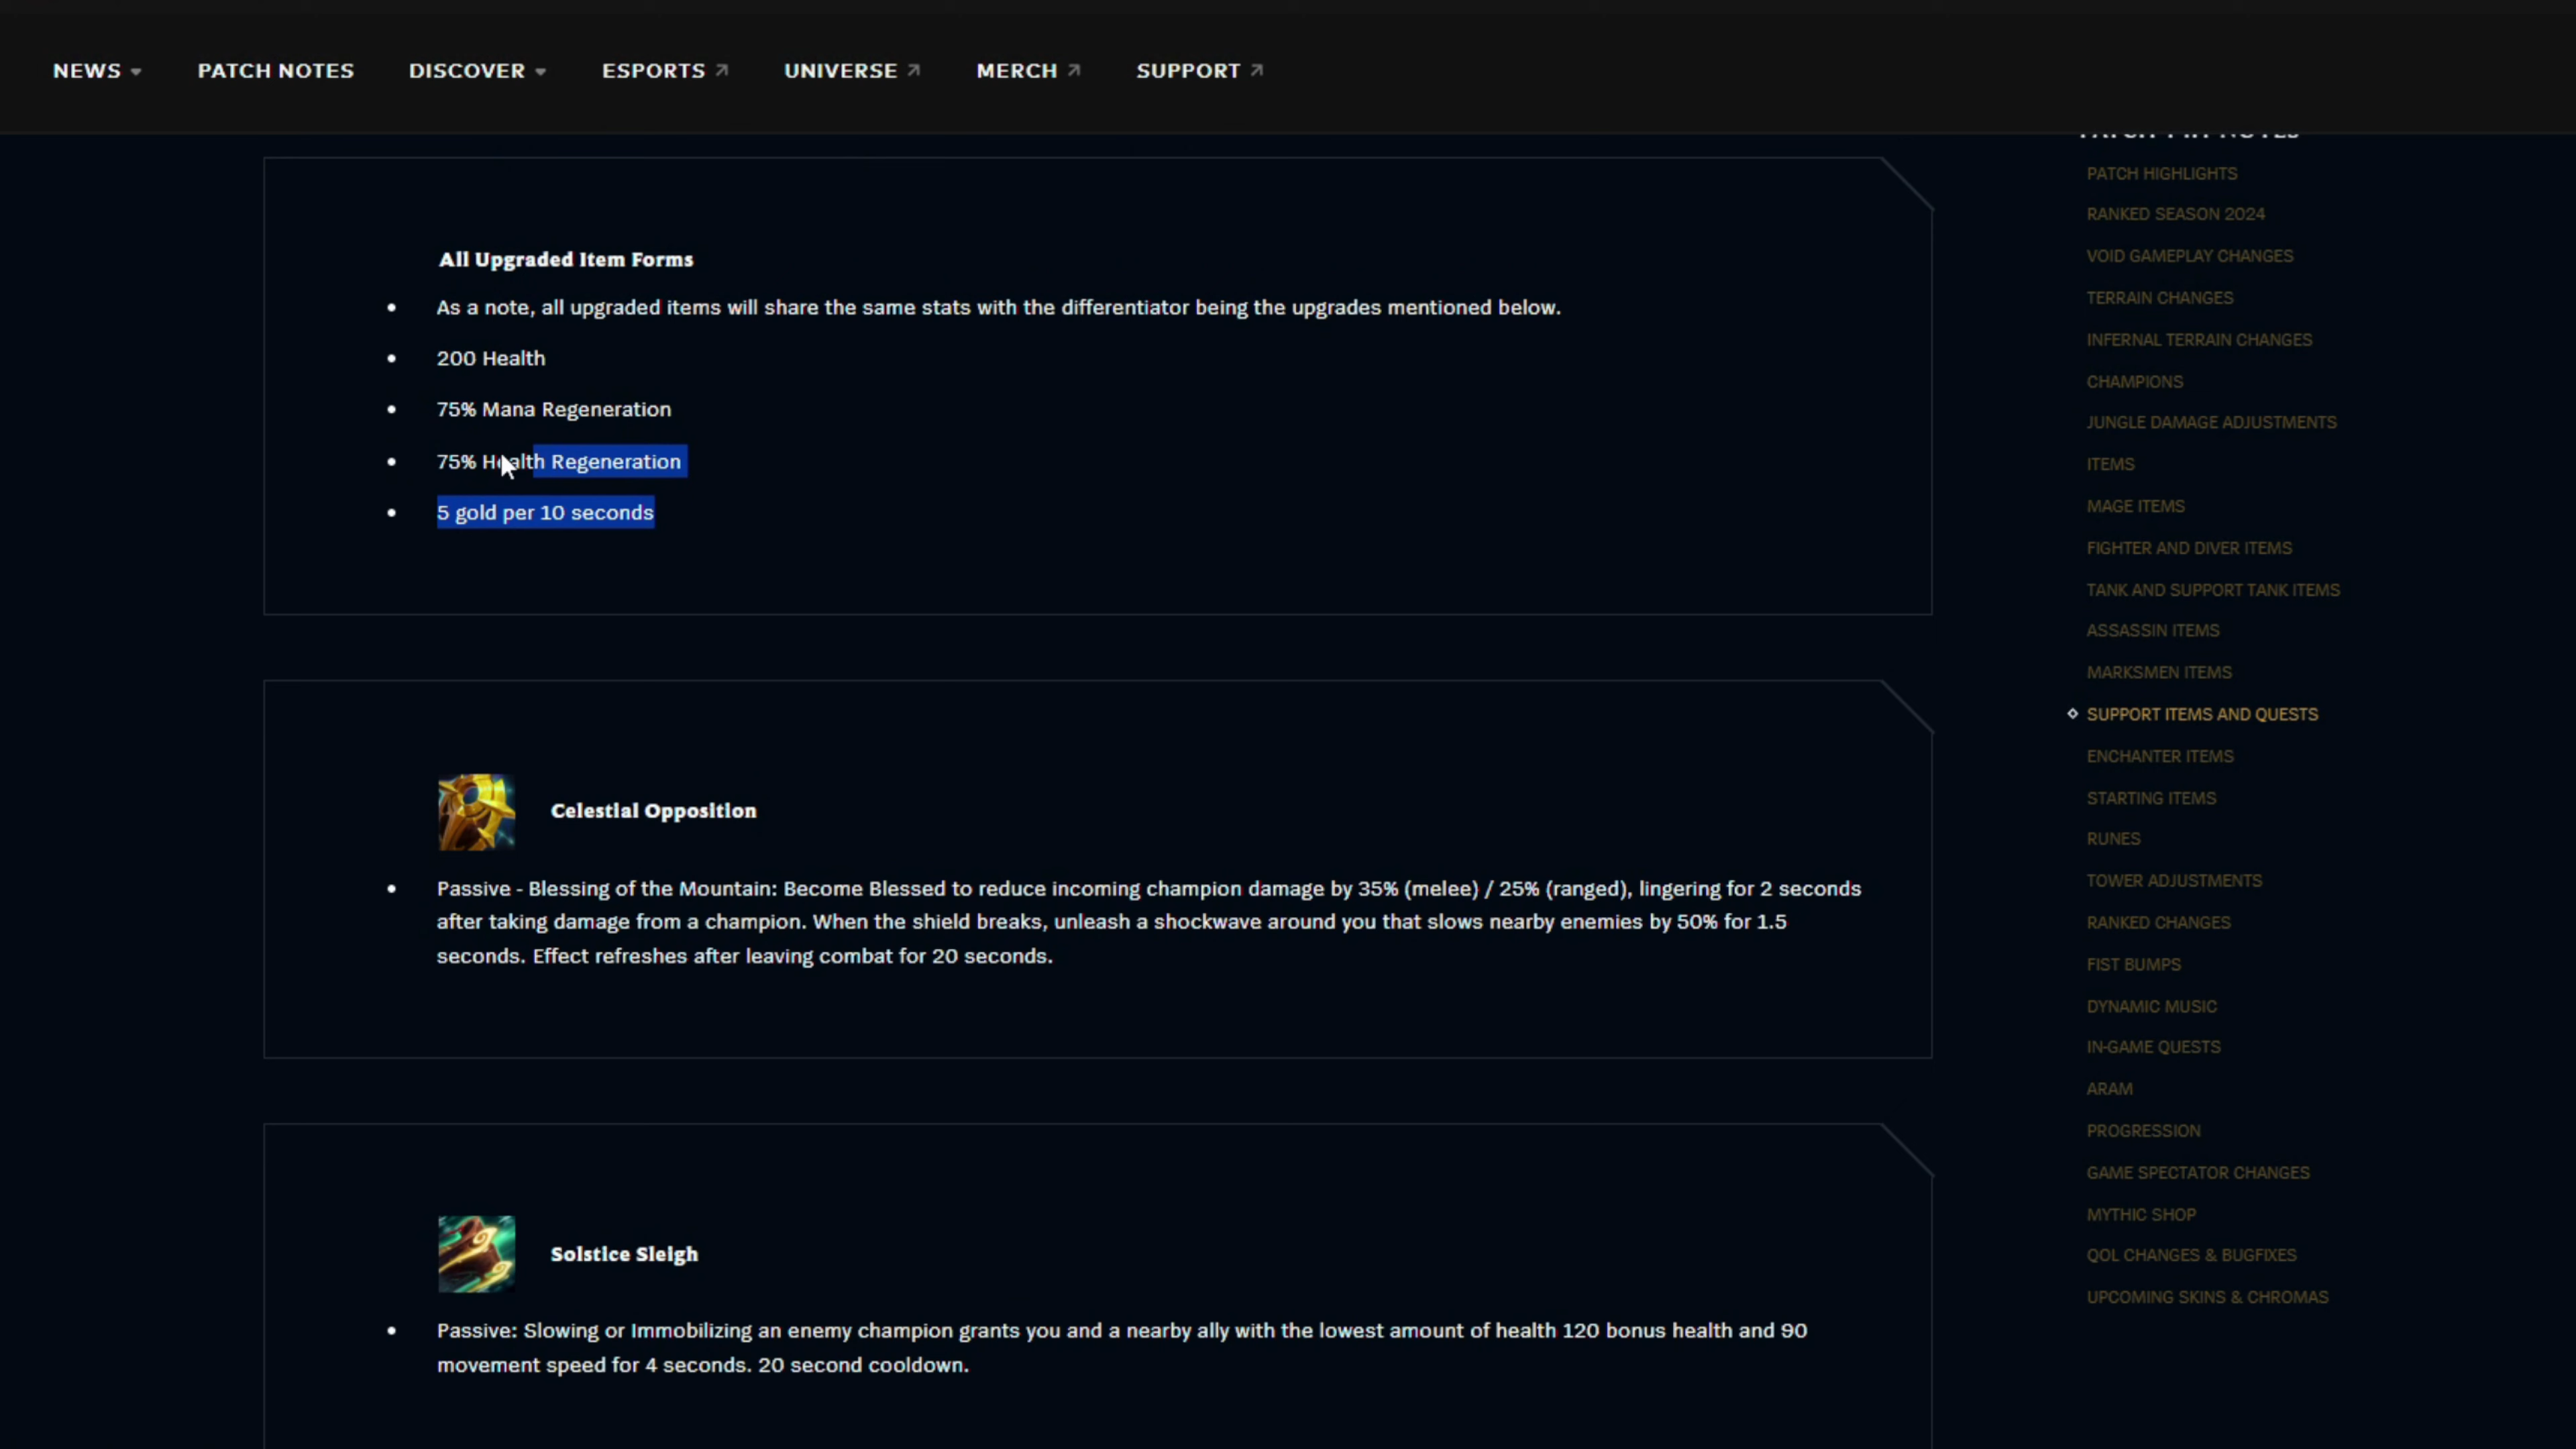 NEWS PATCH NOTES DISCOVER ESPORTS UNIVERSE MERCH SUPPORT
All Upgraded Item Forms
As a note, all upgraded items will share the same stats with the differentiator being the upgrades mentioned below.
200 Health
75% Mana Regeneration
75% Health Regeneration
5 gold per 10 seconds
Celestial Opposition
Passive - Blessing of the Mountain: Become Blessed to reduce incoming champion damage by 35% (melee) / 25% (ranged), lingering for 2 seconds
after taking damage from a champion. When the shield breaks, unleash a shockwave around you that slows nearby enemies by 50% for 1.5
seconds. Effect refreshes after leaving combat for 20 seconds.
Solstice Sleigh
Passive: Slowing or Immobilizing an enemy champion grants you and a nearby ally with the lowest amount of health 120 bonus health and 90
movement speed for 4 seconds. 20 second cooldown.
PATCH HIGHLIGHTS
RANKED SEASON 2024
VOID GAMEPLAY CHANGES
TERRAIN CHANGES
INFERNAL TERRAIN CHANGES
CHAMPIONS
JUNGLE DAMAGE ADJUSTMENTS
ITEMS
MAGE ITEMS
FIGHTER AND DIVER ITEMS
TANK AND SUPPORT TANK ITEMS
ASSASSIN ITEMS
MARKSMEN ITEMS
SUPPORT ITEMS AND QUESTS
ENCHANTER ITEMS
STARTING ITEMS
RUNES
TOWER ADJUSTMENTS
RANKED CHANGES
FIST BUMPS
DYNAMIC MUSIC
IN-GAME QUESTS
ARAM
PROGRESSION
GAME SPECTATOR CHANGES
MYTHIC SHOP
QOL CHANGES & BUGFIXES
UPCOMING SKINS & CHROMAS